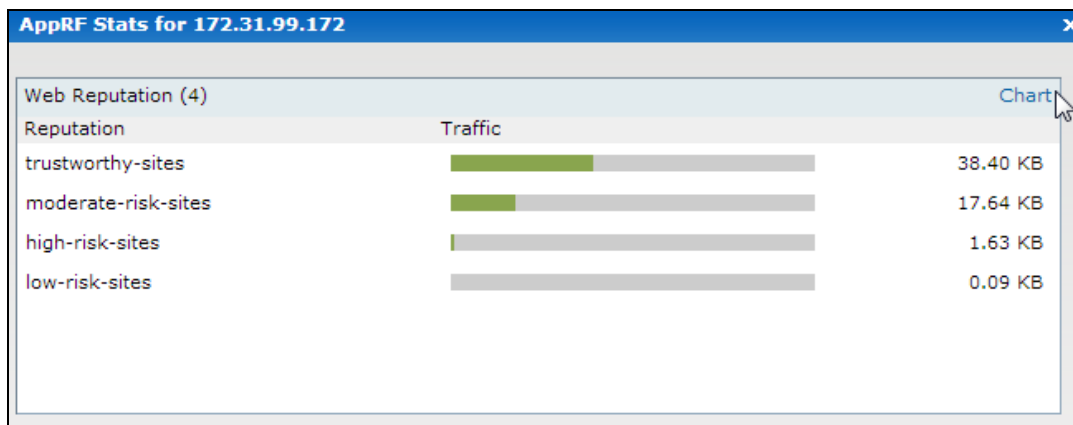 AppRF Stats for 172.31.99.172 x
Web Reputation (4) Chart
Reputation Traffic
trustworthy-sites 38.40 KB
moderate-risk-sites 17.64 KB
high-risk-sites 1.63 KB
low-risk-sites 0.09 KB